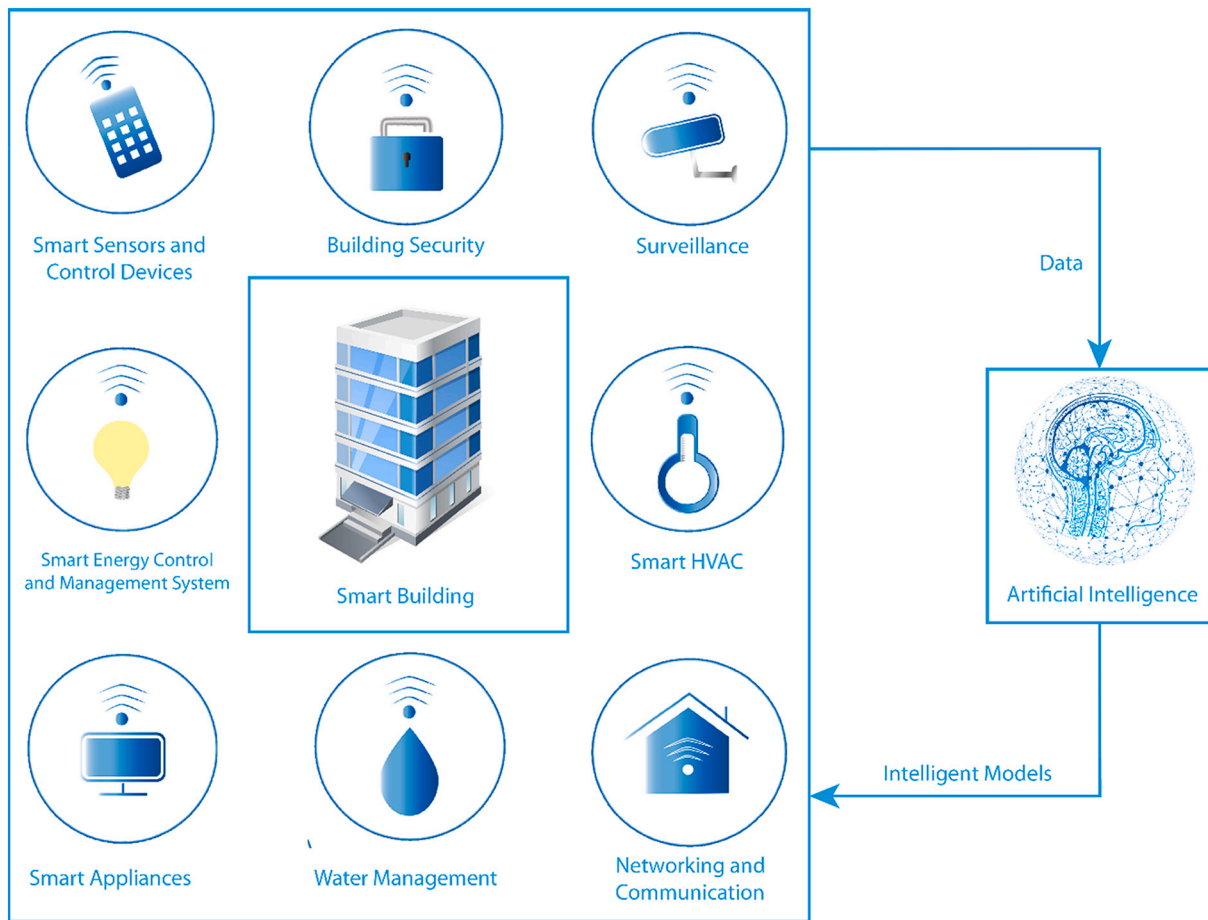 Smart Sensors and
Control Devices
Building Security
Surveillance
Data
Smart Energy Control
and Management System
Smart Building
Smart HVAC
Artificial Intelligence
Intelligent Models
Smart Appliances
Water Management
Networking and
Communication